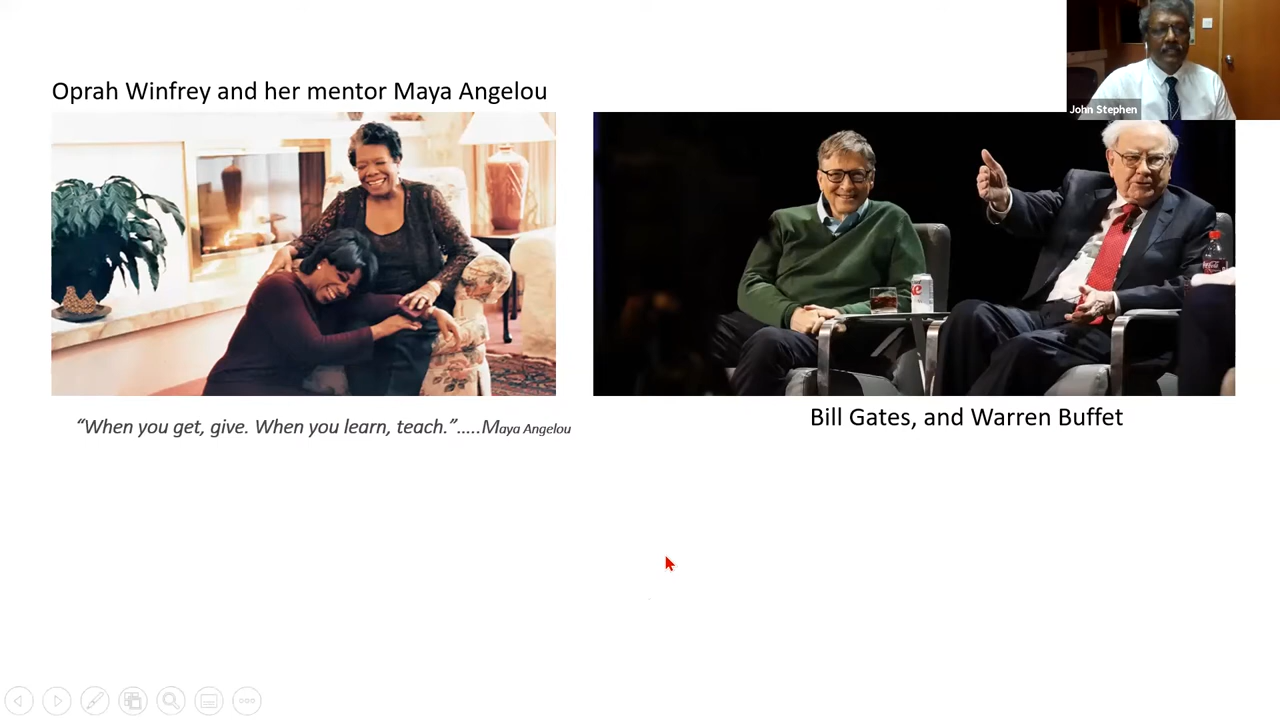 John Stephen
Oprah Winfrey and her mentor Maya Angelou
“When you get, give. When you learn, teach.”.....Maya Angelou
Bill Gates, and Warren Buffet